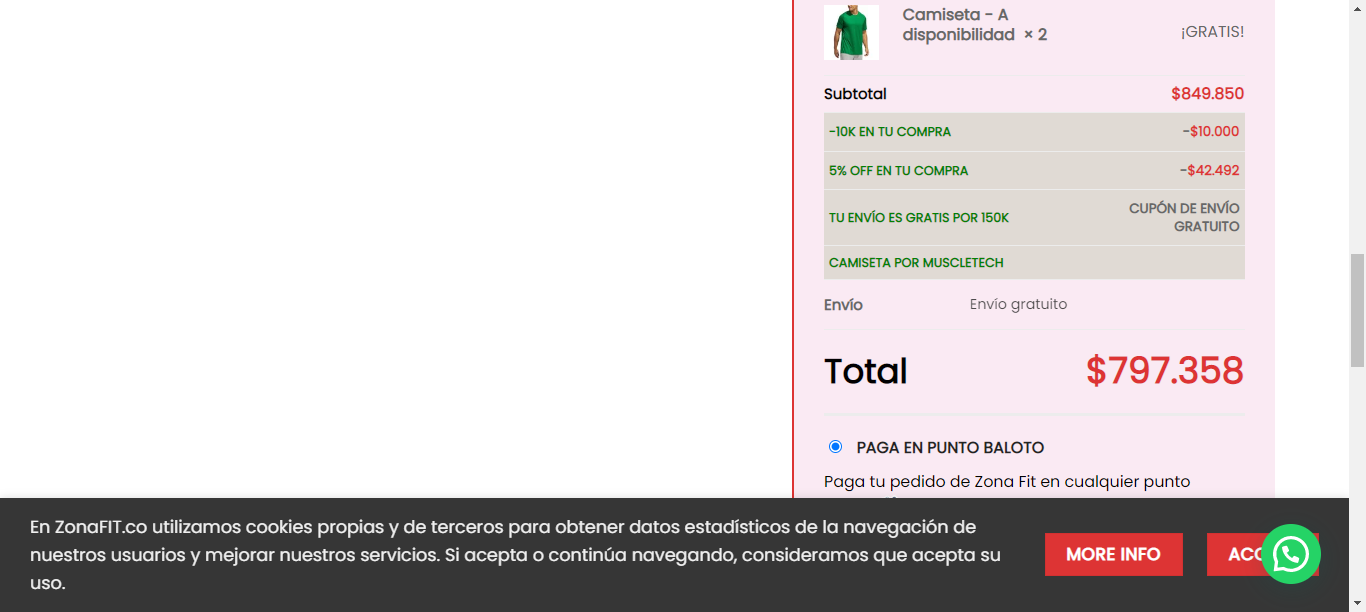 Camiseta - A
disponibilidad × 2
¡GRATIS!
Subtotal $849.850
-10K EN TU COMPRA -$10.000
5% OFF EN TU COMPRA -$42.492
TU ENVÍO ES GRATIS POR 150K
CUPÓN DE ENVÍO
GRATUITO
CAMISETA POR MUSCLETECH
Envío Envío gratuito
Total $797.358
PAGA EN PUNTO BALOTO
Paga tu pedido de Zona Fit en cualquier punto
En ZonaFIT.co utilizamos cookies propias y de terceros para obtener datos estadísticos de la navegación de
nuestros usuarios y mejorar nuestros servicios. Si acepta o continúa navegando, consideramos que acepta su
uso.
MORE INFO